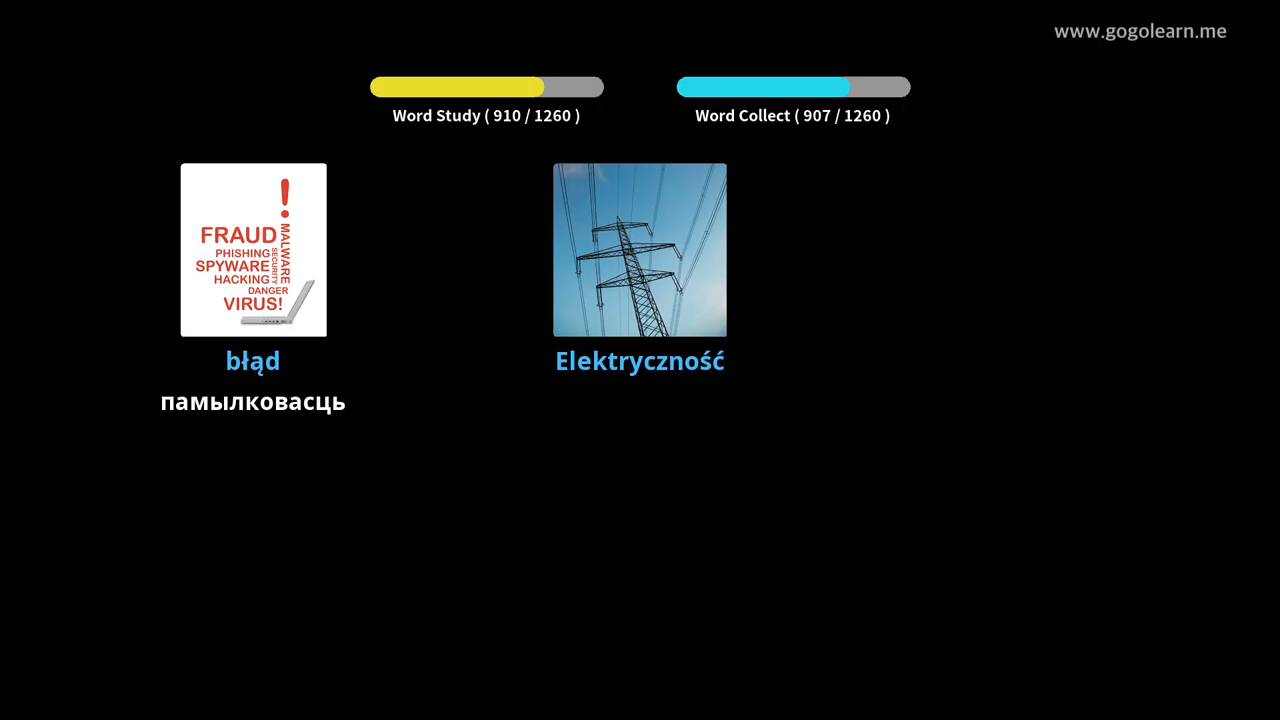 www.gogolearn.me
Word Study ( 910 / 1260 )
Word Collect ( 907 / 1260 )
!
FRAUD
PHISHING
SPYWARE
HACKING
DANGER
VIRUS!
SECURITY
MALWARE
błąd
Elektryczność
памылковасць